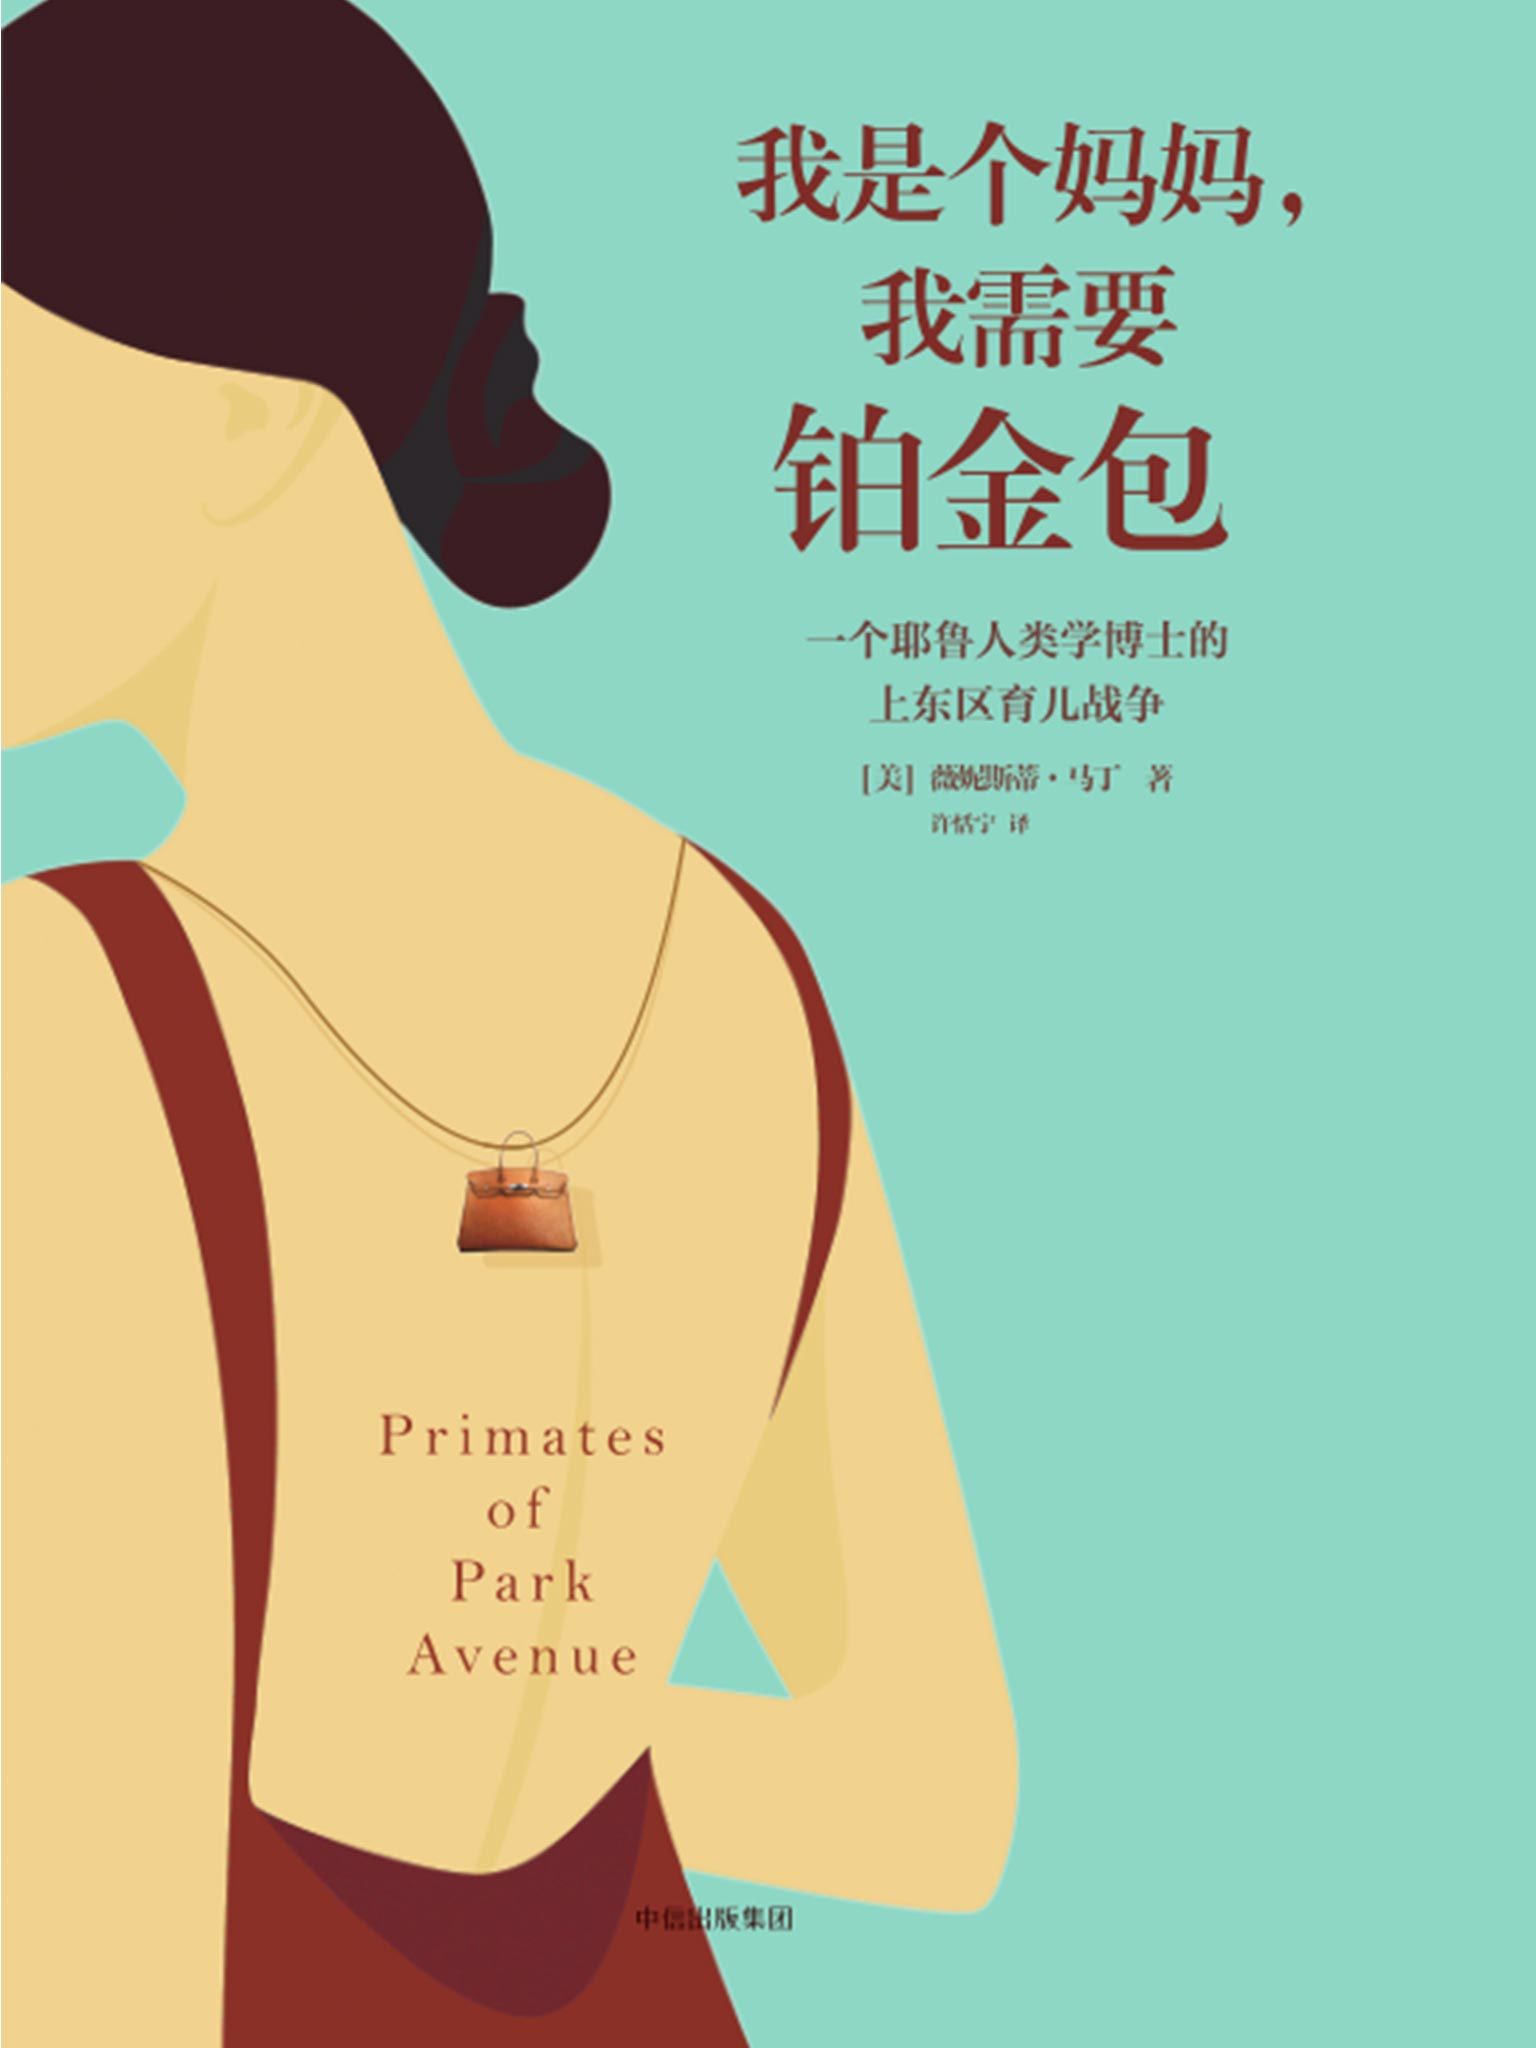 我是个妈妈，
我需要
铂金包
一个耶鲁人类学博士的
上东区育儿战争
[美] 薇妮斯蒂·马丁 著
许恬宁 译
Primates
of
Park
Avenue
中信出版集团